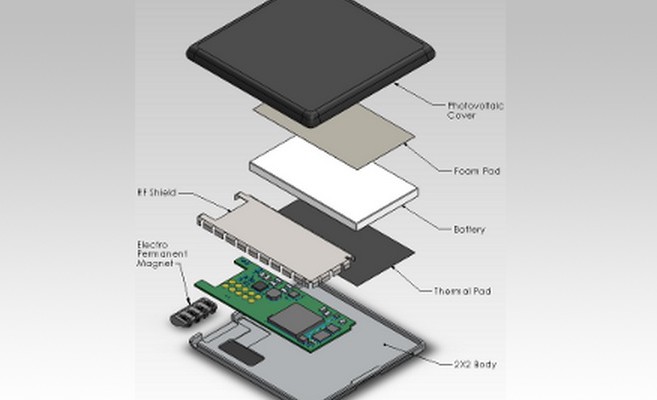 Photovoltaic
Cover
Foam Pad
RF Shield
Battery
Electro
Permanent
Magnet
Thermal Pad
2X2 Body